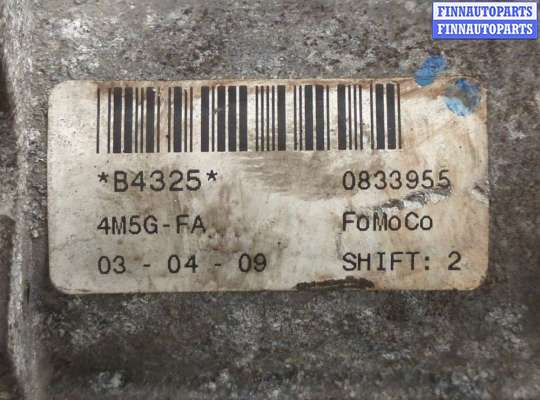 FINNAUTOPARTS
FINNAUTOPARTS
*B4325* 0833955
4M5G-FA FoMoCo
03 - 04 - 09 SHIFT: 2